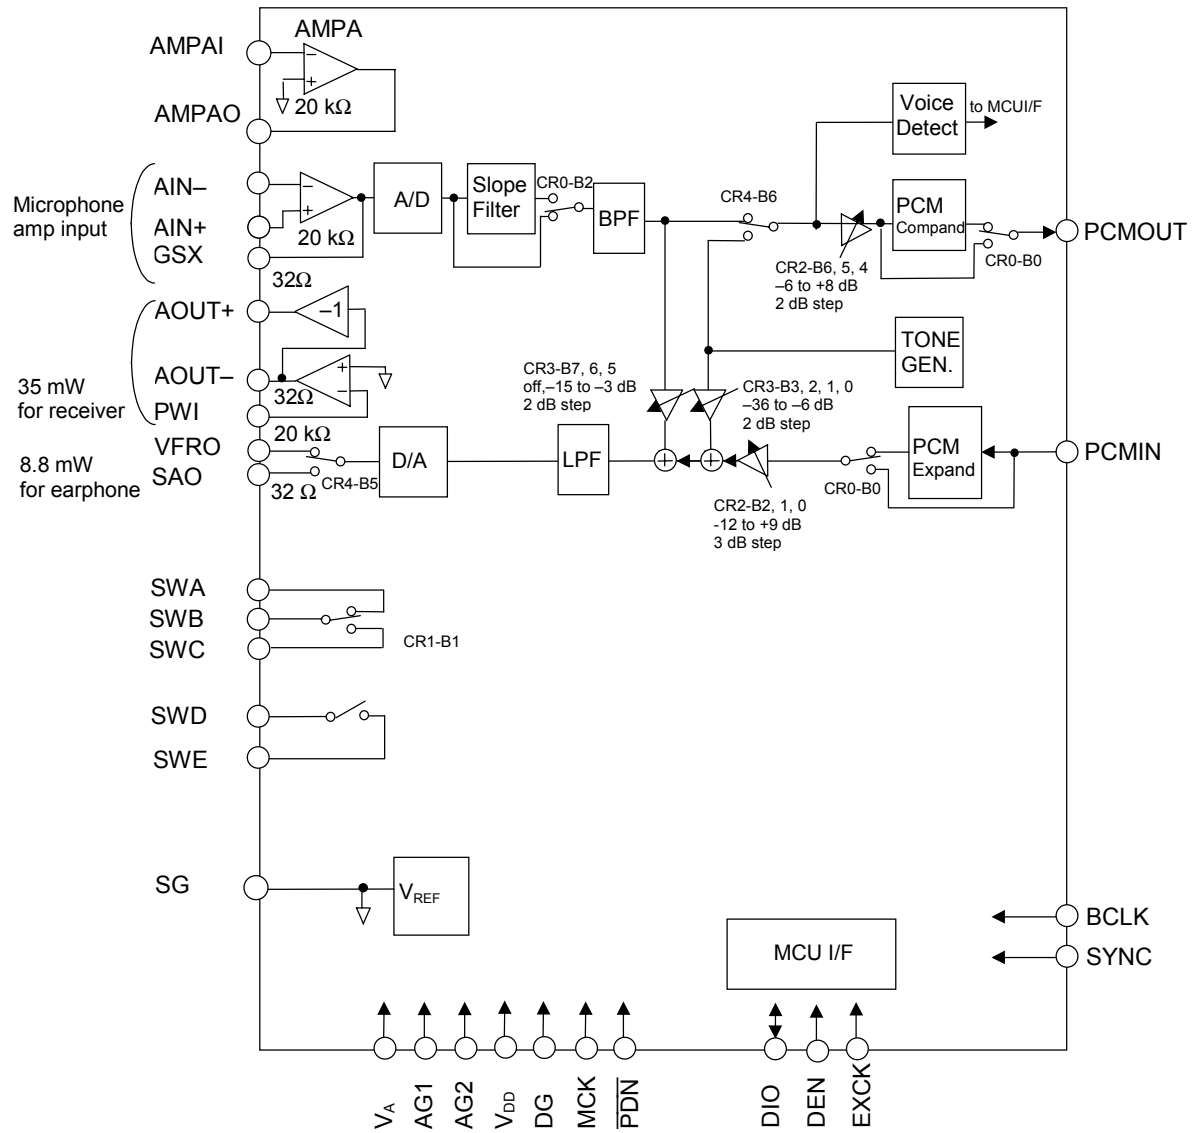 AMPAI
AMPA
−
+
20 kΩ
AMPAO
Voice
Detect
to MCUI/F
Microphone
amp input
AIN–
AIN+
GSX
−
+
20 kΩ
A/D
Slope
Filter
CR0-B2
BPF
CR4-B6
PCM
Compand
CR0-B0
PCMOUT
CR2-B6, 5, 4
–6 to +8 dB
2 dB step
32Ω
AOUT+
–1
TONE
GEN.
35 mW
for receiver
AOUT–
PWI
+
−
32Ω
CR3-B7, 6, 5
off,–15 to –3 dB
2 dB step
CR3-B3, 2, 1, 0
–36 to –6 dB
2 dB step
8.8 mW
for earphone
VFRO
SAO
20 kΩ
32 Ω
CR4-B5
D/A
LPF
+
+
CR2-B2, 1, 0
-12 to +9 dB
3 dB step
CR0-B0
PCM
Expand
PCMIN
SWA
SWB
SWC
CR1-B1
SWD
SWE
SG
VREF
MCU I/F
BCLK
SYNC
VA
AG1
AG2
VDD
DG
MCK
PDN
DIO
DEN
EXCK